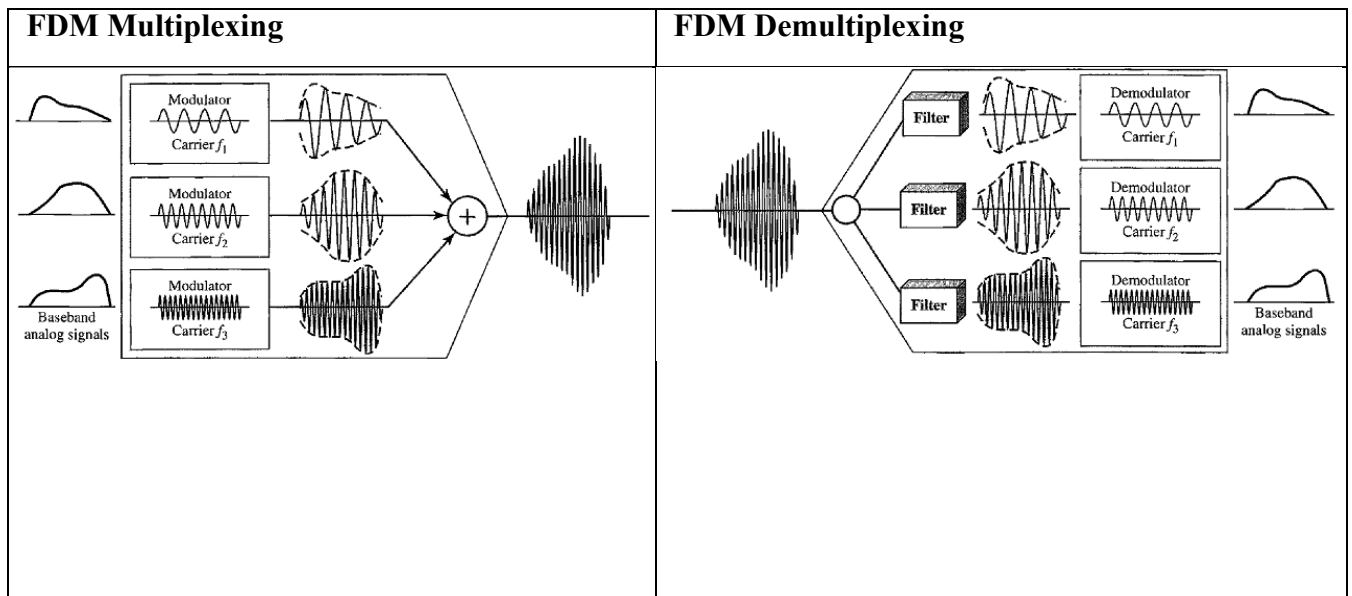 FDM Multiplexing
Modulator
Carrier f₁
Modulator
Carrier f₂
Modulator
Carrier f₃
Baseband
analog signals
+
FDM Demultiplexing
Filter
Demodulator
Carrier f₁
Filter
Demodulator
Carrier f₂
Filter
Demodulator
Carrier f₃
Baseband
analog signals